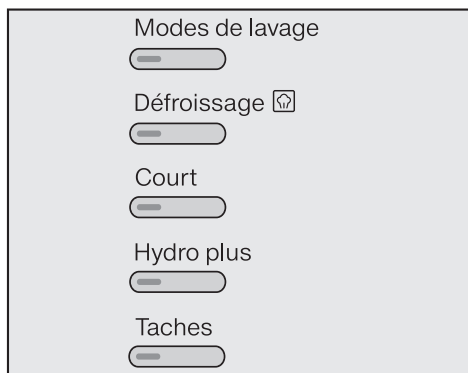 Modes de lavage
Défroissage
Court
Hydro plus
Taches